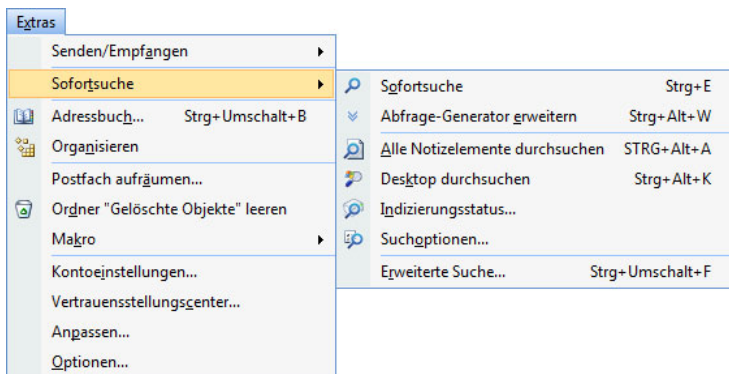 Extras
Senden/Empfangen
Sofortsuche
Adressbuch... Strg+Umschalt+B
Organisieren
Postfach aufräumen...
Ordner "Gelöschte Objekte" leeren
Makro
Kontoeinstellungen...
Vertrauensstellungscenter...
Anpassen...
Optionen...
Sofortsuche Strg+E
Abfrage-Generator erweitern Strg+Alt+W
Alle Notizelemente durchsuchen STRG+Alt+A
Desktop durchsuchen Strg+Alt+K
Indizierungsstatus...
Suchoptionen...
Erweiterte Suche... Strg+Umschalt+F